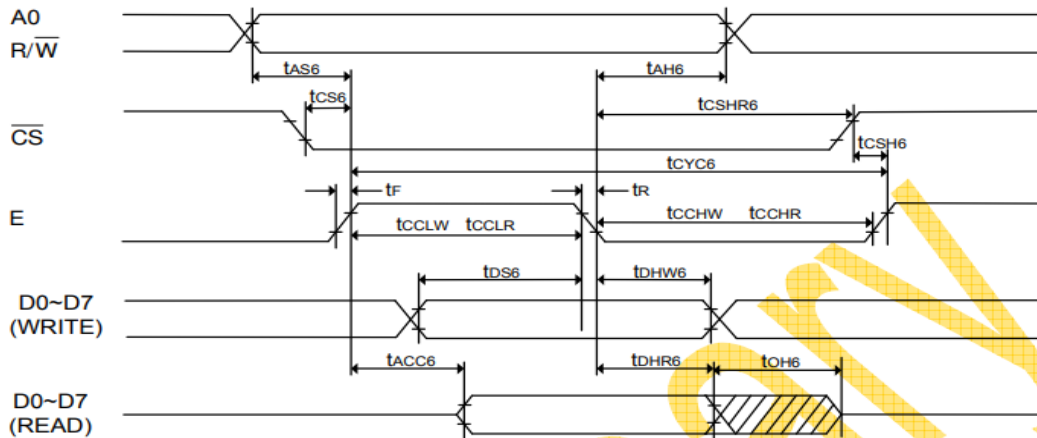 A0
R/W
tAS6 tAH6
tCS6 tCSHR6
CS
tCSH6
tCYC6
tF tR
E
tCCLW tCCLR tCCHW tCCHR
tDS6 tDHW6
D0~D7
(WRITE)
tACC6 tDHR6 tOH6
D0~D7
(READ)